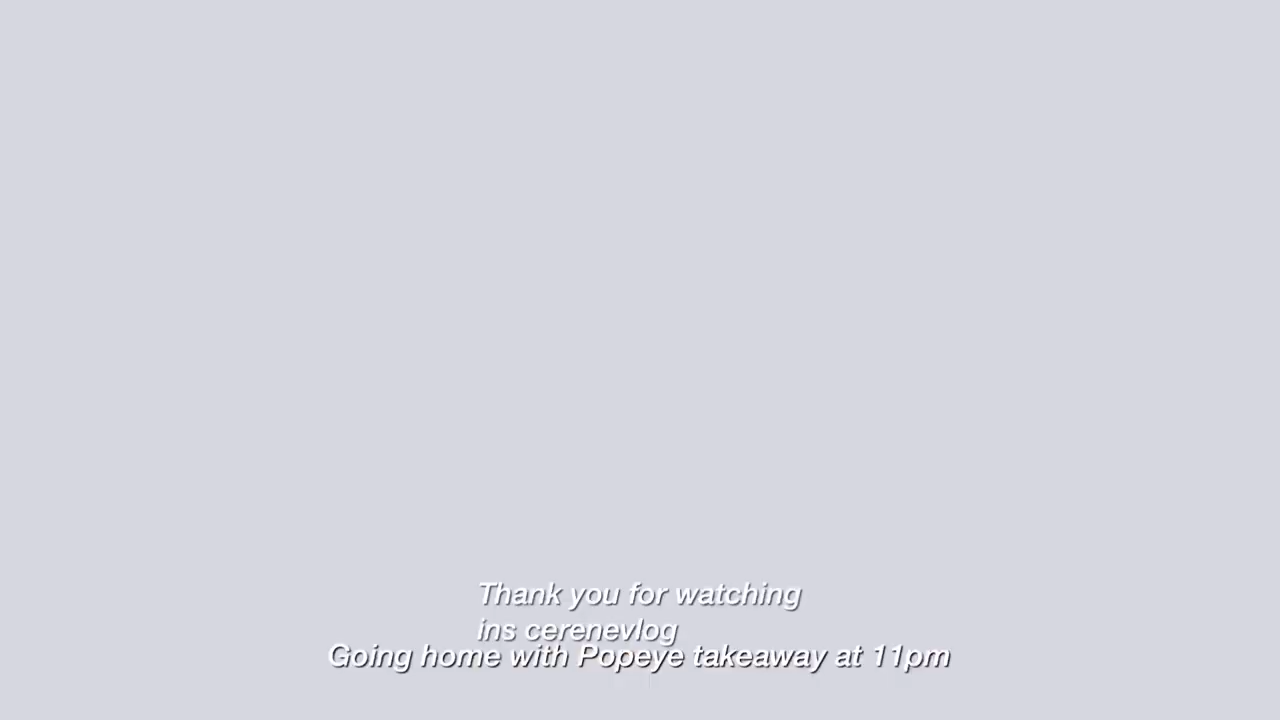 Thank you for watching
ins cerenevlog
Going home with Popeye takeaway at 11pm